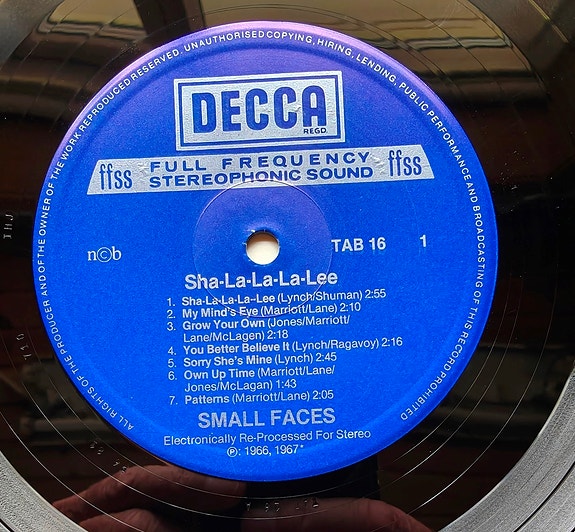 ALL RIGHTS OF THE PRODUCER AND OF THE OWNER OF THE WORK REPRODUCED RESERVED. UNAUTHORISED COPYING, HIRING, LENDING, PUBLIC PERFORMANCE AND BROADCASTING OF THIS RECORD PROHIBITED
DECCA
REGD.
ffss FULL FREQUENCY STEREOPHONIC SOUND ffss
n©b
TAB 16 1
Sha-La-La-La-Lee
1. Sha-La-La-La-Lee (Lynch/Shuman) 2:55
2. My Mind's Eye (Marriott/Lane) 2:10
3. Grow Your Own (Jones/Marriott/
Lane/McLagen) 2:18
4. You Better Believe It (Lynch/Ragavoy) 2:16
5. Sorry She's Mine (Lynch) 2:45
6. Own Up Time (Marriott/Lane/
Jones/McLagan) 1:43
7. Patterns (Marriott/Lane) 2:05
SMALL FACES
Electronically Re-Processed For Stereo
℗: 1966, 1967*